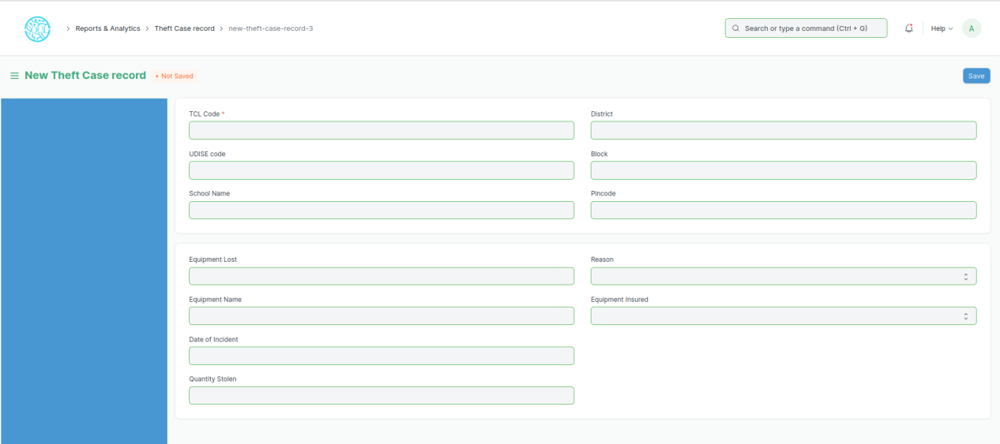 SOUL
Reports & Analytics > Theft Case record > new-theft-case-record-3
Search or type a command (Ctrl + G)
Help
A
New Theft Case record
• Not Saved
Save
TCL Code *
District
UDISE code
Block
School Name
Pincode
Equipment Lost
Reason
Equipment Name
Equipment Insured
Date of Incident
Quantity Stolen